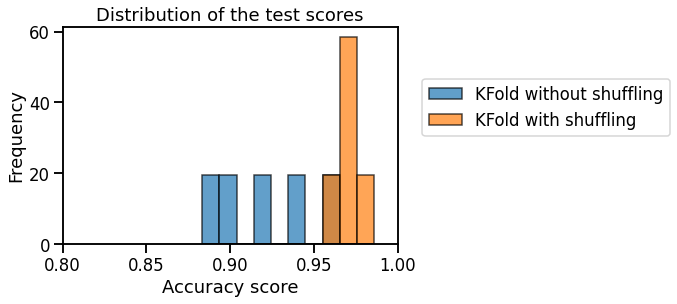 Distribution of the test scores
60
40
20
0
Frequency
0.80 0.85 0.90 0.95 1.00
Accuracy score
KFold without shuffling
KFold with shuffling